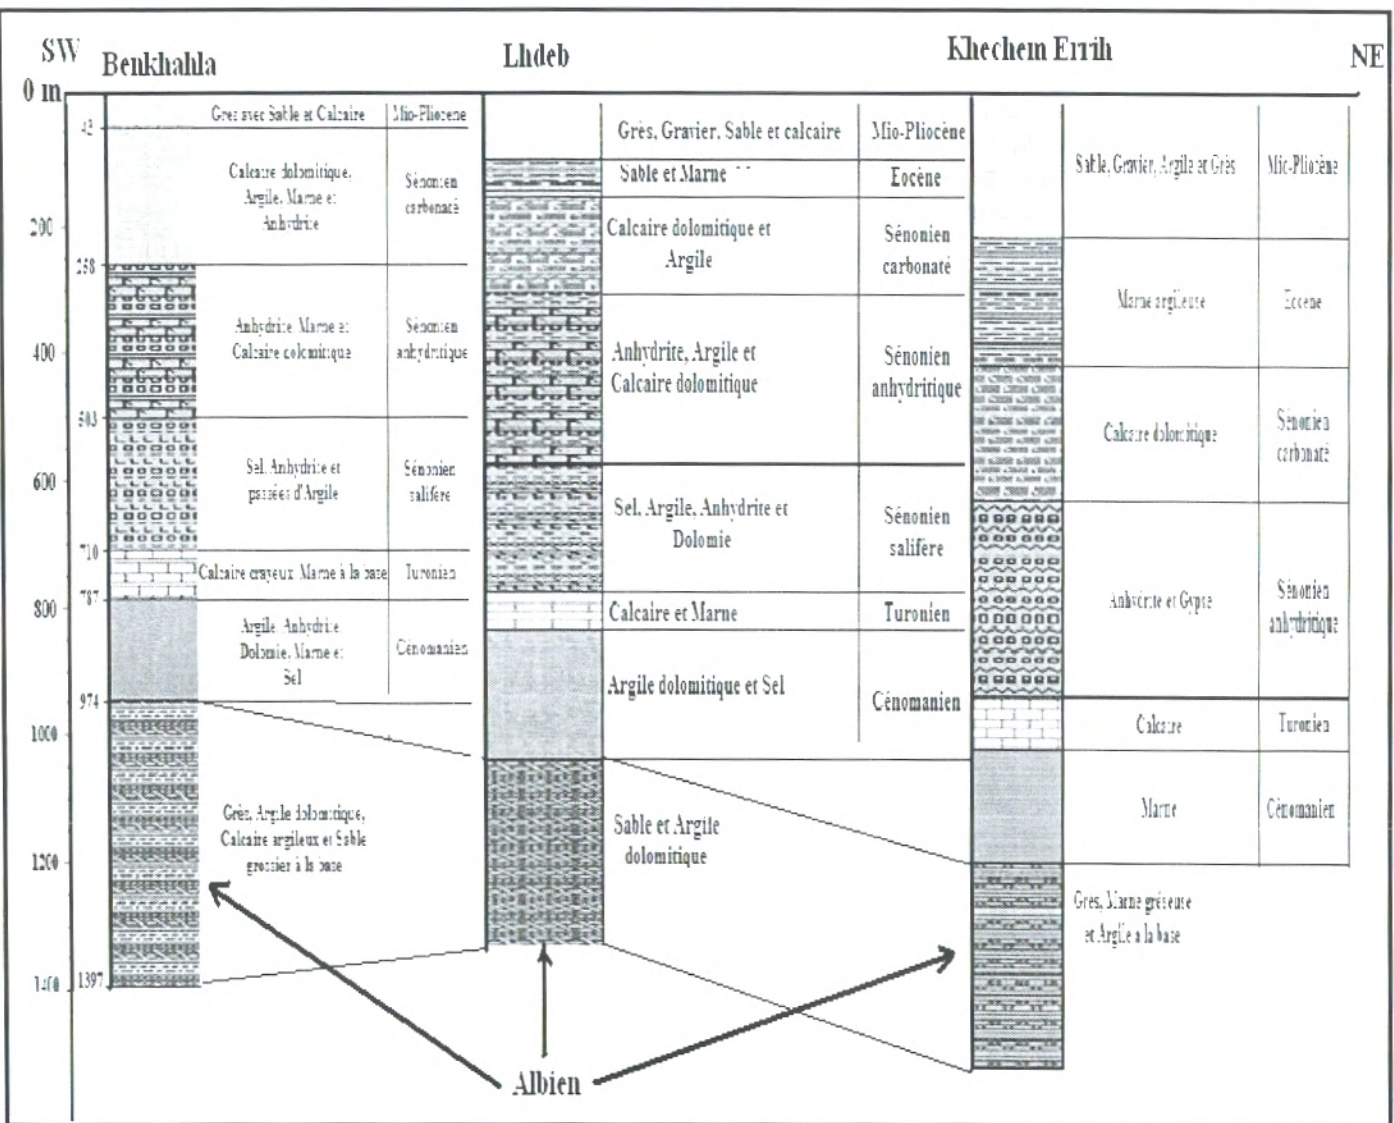 SW
Benkhahla
Lhdeb
Khechem Errih
NE
0 m
200
400
600
800
1000
1200
1400
42
258
503
710
787
974
1397
Gres avec Sable et Calcaire
Mio-Pliocene
Calcaire dolomitique,
Argile, Marne et
Anhydrite
Sénonien
carbonaté
Anhydrite, Marne et
Calcaire dolomitique
Sénonien
anhydritique
Sel, Anhydrite et
passées d'Argile
Sénonien
salifère
Calcaire crayeux Marne à la base
Turonien
Argile Anhydrite
Dolomie, Marne et
Sel
Cénomanien
Grès, Argile dolomitique,
Calcaire argileux et Sable
grossier à la base
Grès, Gravier, Sable et calcaire
Mio-Pliocène
Sable et Marne
Eocène
Calcaire dolomitique et
Argile
Sénonien
carbonaté
Anhydrite, Argile et
Calcaire dolomitique
Sénonien
anhydritique
Sel, Argile, Anhydrite et
Dolomie
Sénonien
salifère
Calcaire et Marne
Turonien
Argile dolomitique et Sel
Cénomanien
Sable et Argile
dolomitique
Sable, Gravier, Argile et Grès
Mio-Pliocène
Marne argileuse
Eocene
Calcaire dolomitique
Sénonien
carbonaté
Anhydrite et Gypse
Sénonien
anhydritique
Calcaire
Turonien
Marne
Cénomanien
Gres, Marne gréseuse
et Argile a la base
Albien